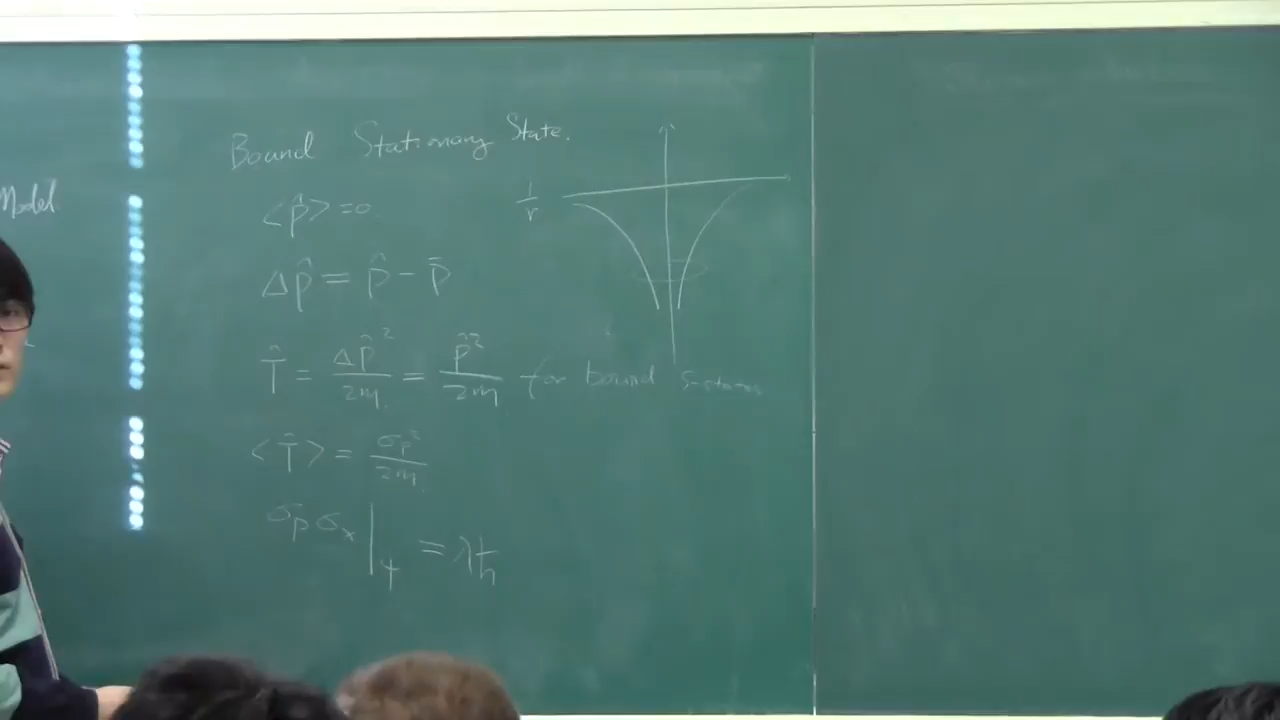 Model
Bound Stationary State.
<p̂> = 0
1/r
Δp̂ = p̂ − p̄
T̂ = Δp̂²/2m = p̂²/2m for bound
<T̂> = σp²/2m
σp σx |ψ = λħ